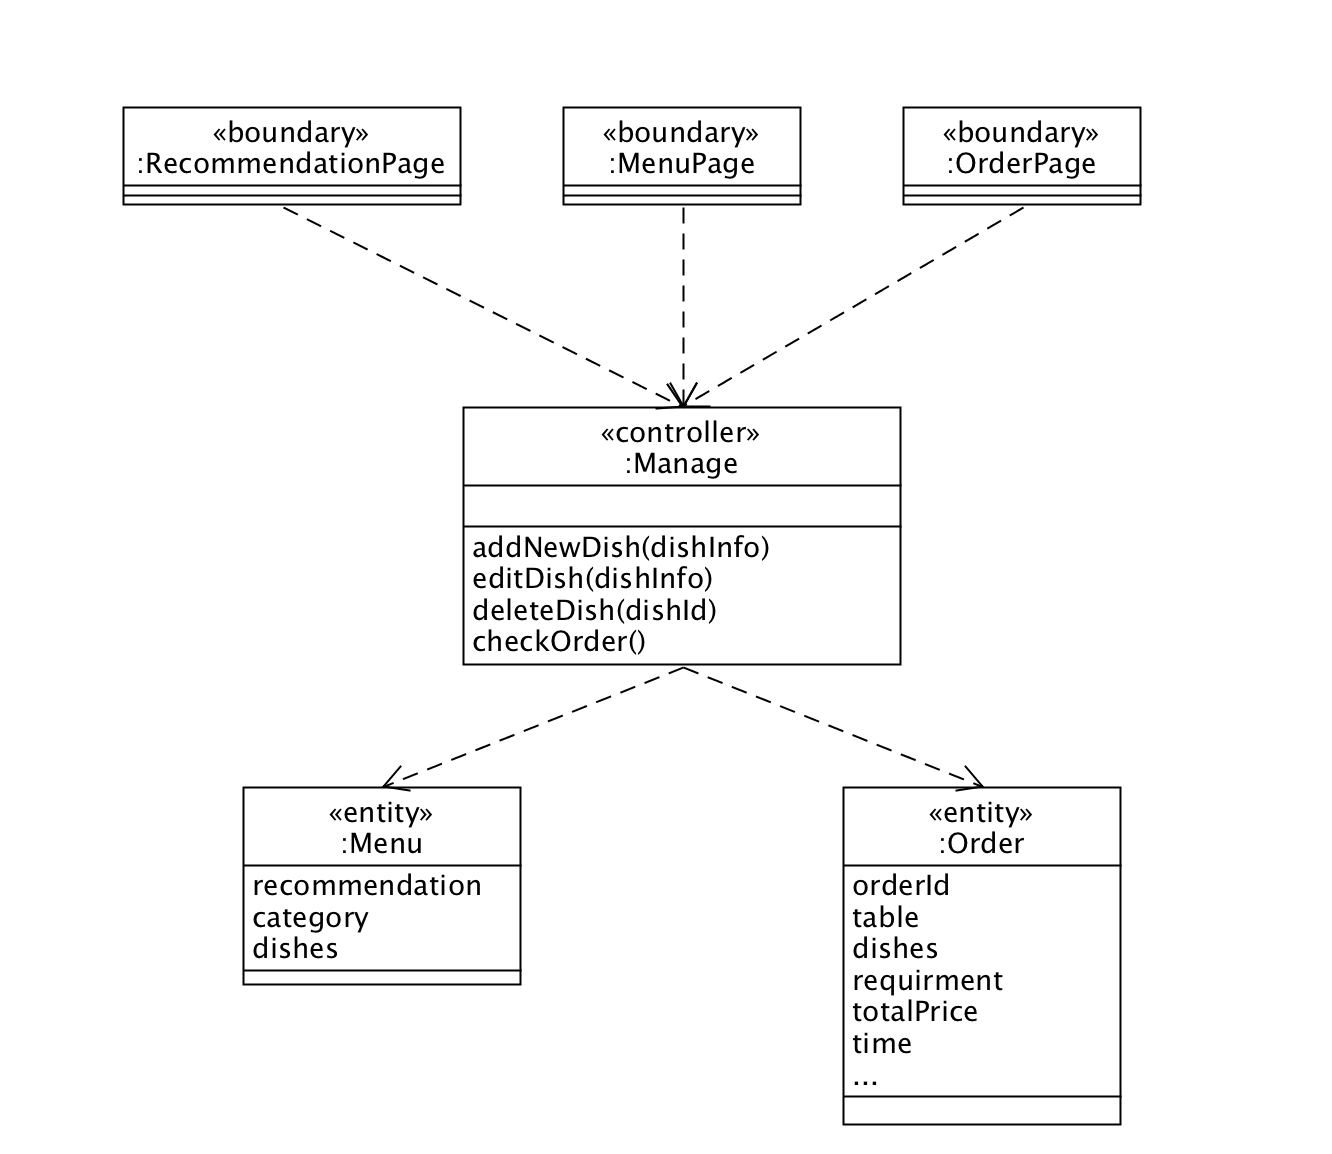 «boundary»
:RecommendationPage
«boundary»
:MenuPage
«boundary»
:OrderPage
«controller»
:Manage
addNewDish(dishInfo)
editDish(dishInfo)
deleteDish(dishId)
checkOrder()
«entity»
:Menu
recommendation
category
dishes
«entity»
:Order
orderId
table
dishes
requirment
totalPrice
time
...